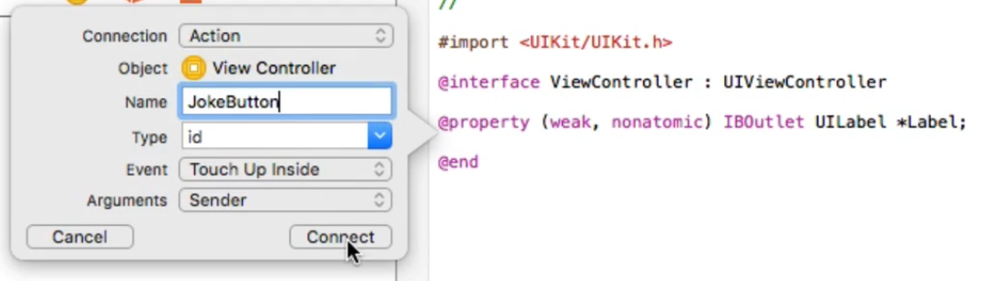 //
Connection Action
Object View Controller
Name JokeButton
Type id
Event Touch Up Inside
Arguments Sender
Cancel Connect
#import <UIKit/UIKit.h>
@interface ViewController : UIViewController
@property (weak, nonatomic) IBOutlet UILabel *Label;
@end